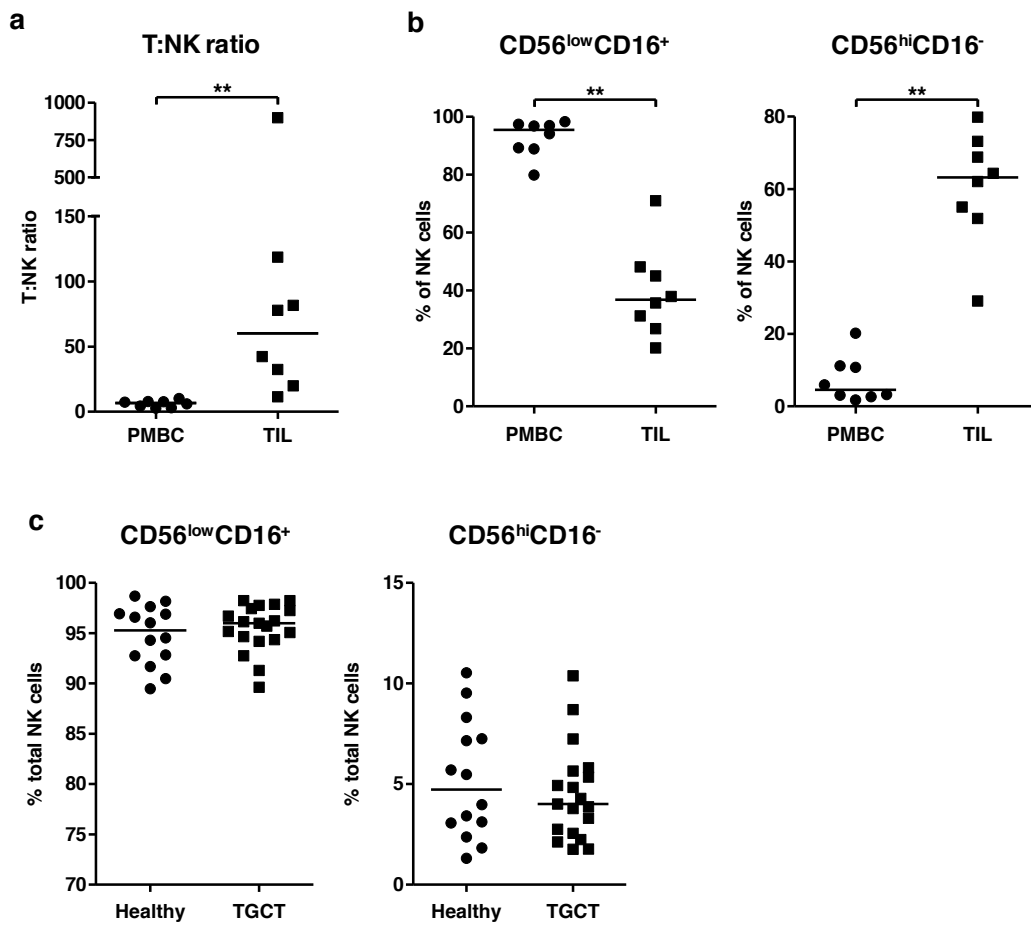 a
T:NK ratio
**
1000
750
500
150
100
50
0
T:NK ratio
PMBC TIL
b
CD56lowCD16+
**
100
80
60
40
20
0
% of NK cells
PMBC TIL
CD56hiCD16-
**
80
60
40
20
0
% of NK cells
PMBC TIL
c
CD56lowCD16+
100
95
90
85
80
75
70
% total NK cells
Healthy TGCT
CD56hiCD16-
15
10
5
0
% total NK cells
Healthy TGCT